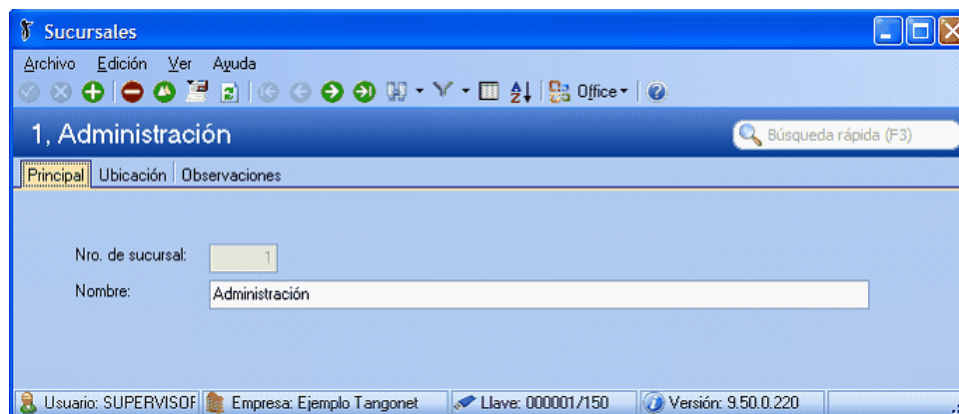 Sucursales
Archivo Edición Ver Ayuda
Office
1, Administración
Búsqueda rápida (F3)
Principal Ubicación Observaciones
Nro. de sucursal: 1
Nombre: Administración
Usuario: SUPERVISOR Empresa: Ejemplo Tangonet Llave: 000001/150 Versión: 9.50.0.220